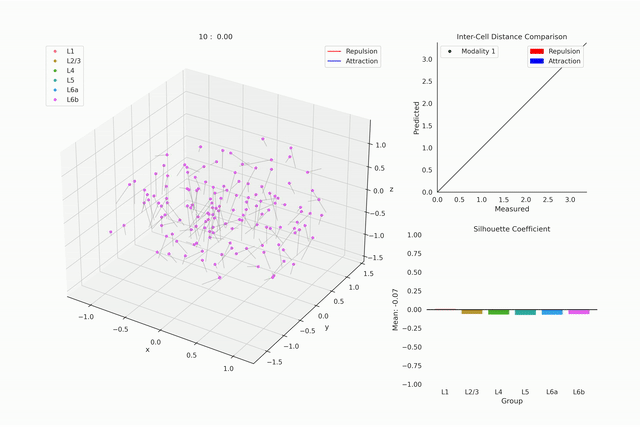 10 : 0.00
L1
L2/3
L4
L5
L6a
L6b
Repulsion
Attraction
1.0
0.5
0.0
−0.5
−1.0
−1.5
z
−1.0
−0.5
0.0
0.5
1.0
x
−1.5
−1.0
−0.5
0.0
0.5
1.0
1.5
y
Inter-Cell Distance Comparison
Modality 1
Repulsion
Attraction
3.0
2.5
2.0
1.5
1.0
0.5
0.0
Predicted
0.0 0.5 1.0 1.5 2.0 2.5 3.0
Measured
Silhouette Coefficient
1.00
0.75
0.50
0.25
0.00
−0.25
−0.50
−0.75
−1.00
Mean: -0.07
L1 L2/3 L4 L5 L6a L6b
Group